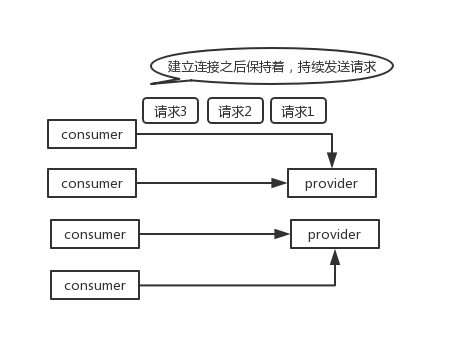 建立连接之后保持着，持续发送请求
请求3 请求2 请求1
consumer
consumer provider
consumer provider
consumer